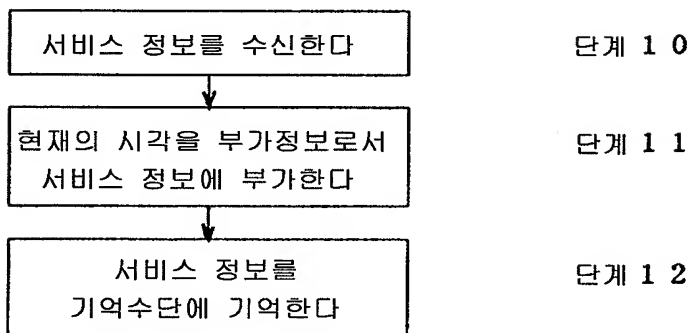 서비스 정보를 수신한다
단계 1 0
현재의 시각을 부가정보로서
서비스 정보에 부가한다
단계 1 1
서비스 정보를
기억수단에 기억한다
단계 1 2